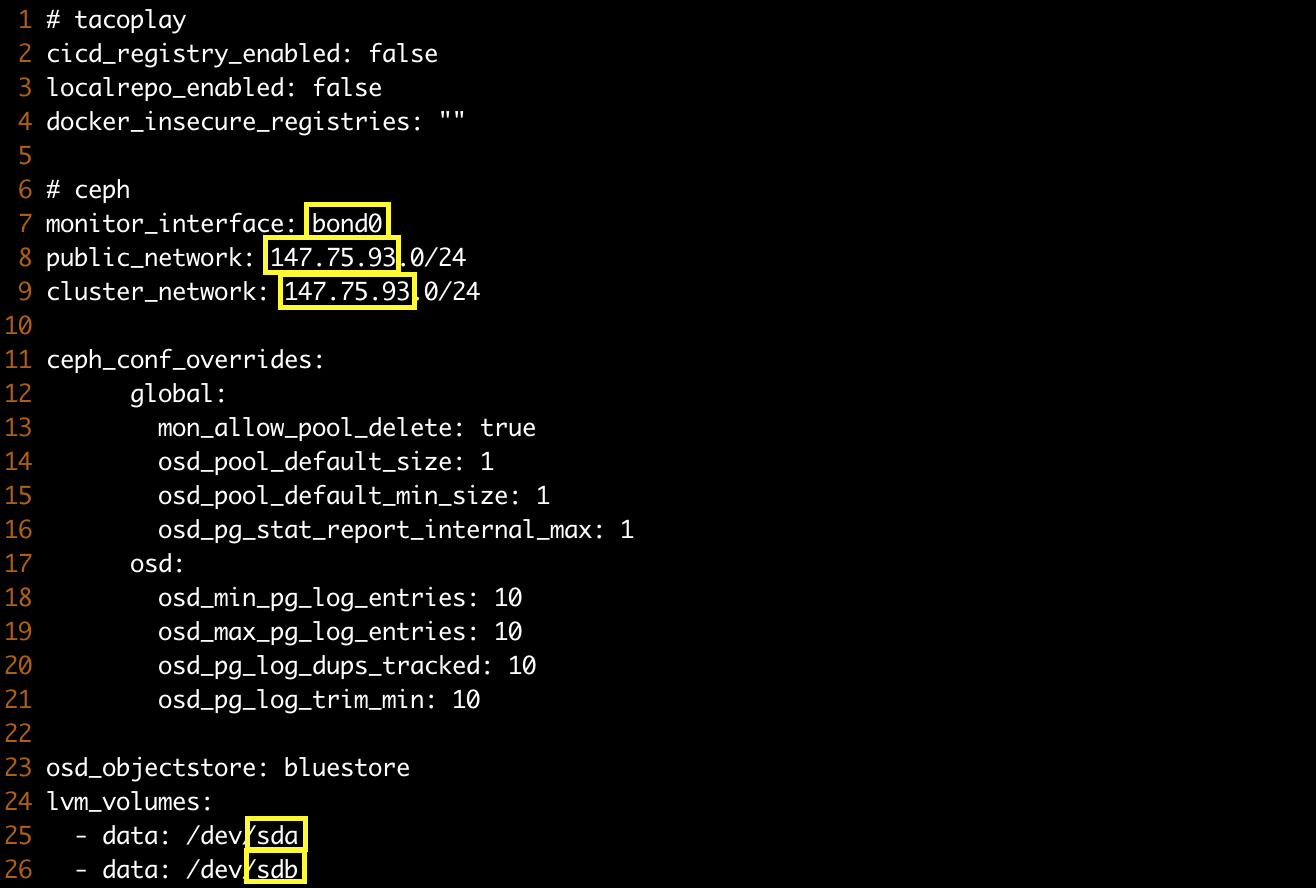 1 # tacoplay
2 cicd_registry_enabled: false
3 localrepo_enabled: false
4 docker_insecure_registries: ""
5
6 # ceph
7 monitor_interface: bond0
8 public_network: 147.75.93.0/24
9 cluster_network: 147.75.93.0/24
10
11 ceph_conf_overrides:
12       global:
13         mon_allow_pool_delete: true
14         osd_pool_default_size: 1
15         osd_pool_default_min_size: 1
16         osd_pg_stat_report_internal_max: 1
17       osd:
18         osd_min_pg_log_entries: 10
19         osd_max_pg_log_entries: 10
20         osd_pg_log_dups_tracked: 10
21         osd_pg_log_trim_min: 10
22
23 osd_objectstore: bluestore
24 lvm_volumes:
25   - data: /dev/sda
26   - data: /dev/sdb